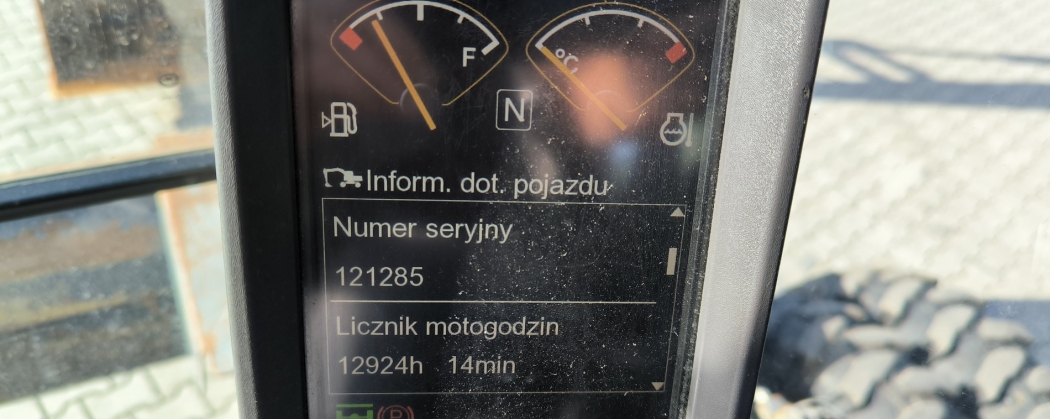 F
°C
N
Inform. dot. pojazdu
Numer seryjny
121285
Licznik motogodzin
12924h 14min
P